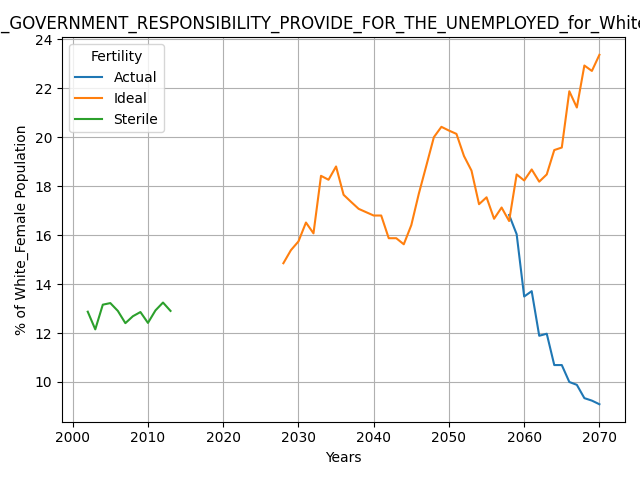 _GOVERNMENT_RESPONSIBILITY_PROVIDE_FOR_THE_UNEMPLOYED_for_White
24
22
20
18
16
14
12
10
% of White_Female Population
Fertility
Actual
Ideal
Sterile
2000 2010 2020 2030 2040 2050 2060 2070
Years